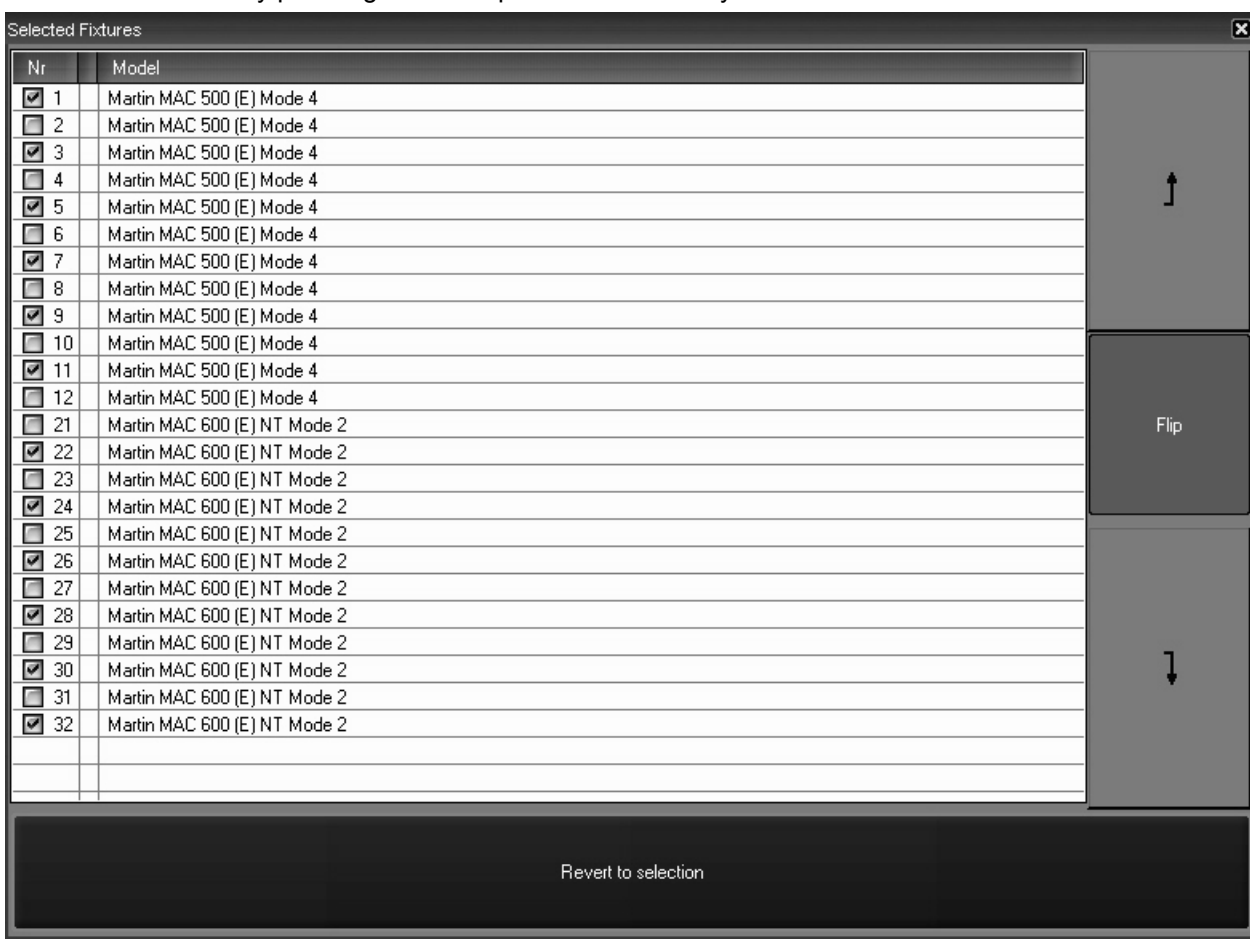 Selected Fixtures
Nr Model
1 Martin MAC 500 (E) Mode 4
2 Martin MAC 500 (E) Mode 4
3 Martin MAC 500 (E) Mode 4
4 Martin MAC 500 (E) Mode 4
5 Martin MAC 500 (E) Mode 4
6 Martin MAC 500 (E) Mode 4
7 Martin MAC 500 (E) Mode 4
8 Martin MAC 500 (E) Mode 4
9 Martin MAC 500 (E) Mode 4
10 Martin MAC 500 (E) Mode 4
11 Martin MAC 500 (E) Mode 4
12 Martin MAC 500 (E) Mode 4
21 Martin MAC 600 (E) NT Mode 2
22 Martin MAC 600 (E) NT Mode 2
23 Martin MAC 600 (E) NT Mode 2
24 Martin MAC 600 (E) NT Mode 2
25 Martin MAC 600 (E) NT Mode 2
26 Martin MAC 600 (E) NT Mode 2
27 Martin MAC 600 (E) NT Mode 2
28 Martin MAC 600 (E) NT Mode 2
29 Martin MAC 600 (E) NT Mode 2
30 Martin MAC 600 (E) NT Mode 2
31 Martin MAC 600 (E) NT Mode 2
32 Martin MAC 600 (E) NT Mode 2
Flip
Revert to selection